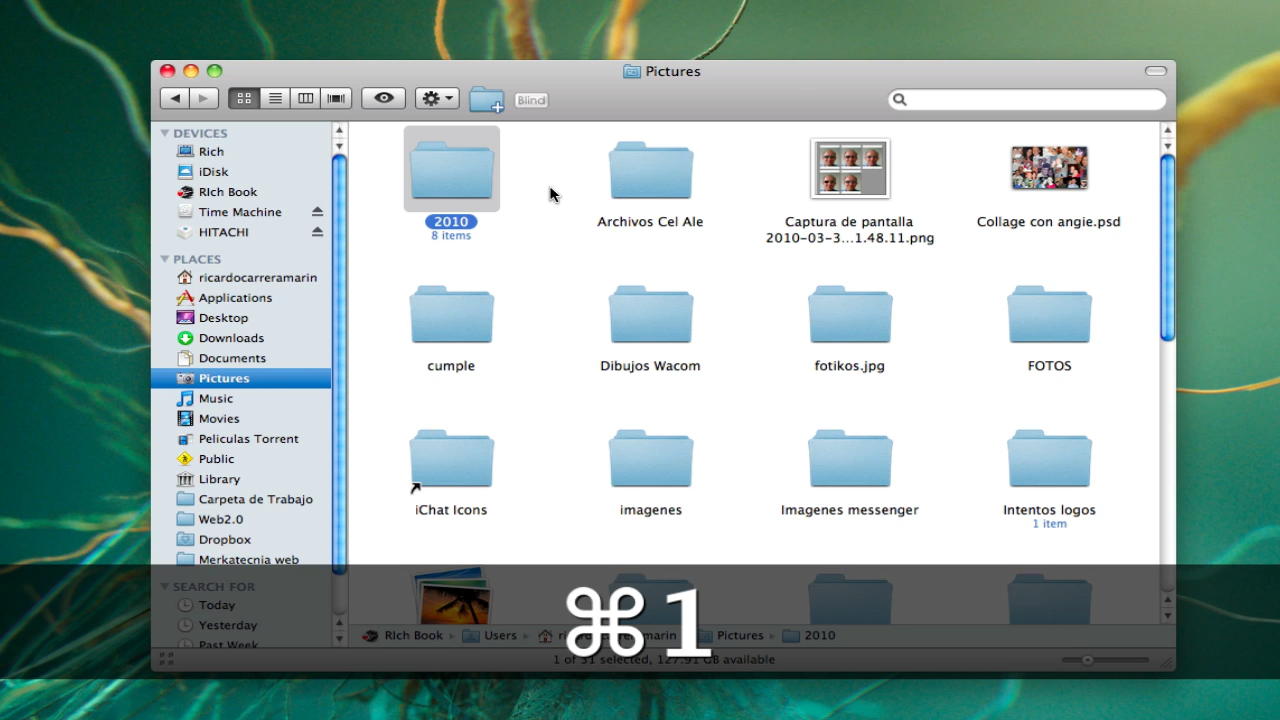 Pictures
Blind
DEVICES
Rich
iDisk
RIch Book
Time Machine
HITACHI
PLACES
ricardocarreramarin
Applications
Desktop
Downloads
Documents
Pictures
Music
Movies
Peliculas Torrent
Public
Library
Carpeta de Trabajo
Web2.0
Dropbox
Merkatecnia web
SEARCH FOR
Today
Yesterday
Past Week
2010
8 items
Archivos Cel Ale
Captura de pantalla
2010-03-3...1.48.11.png
Collage con angie.psd
cumple
Dibujos Wacom
fotikos.jpg
FOTOS
iChat Icons
imagenes
Imagenes messenger
Intentos logos
1 item
⌘1
RIch Book Users ricardocarreramarin Pictures 2010
1 of 31 selected, 127.91 GB available